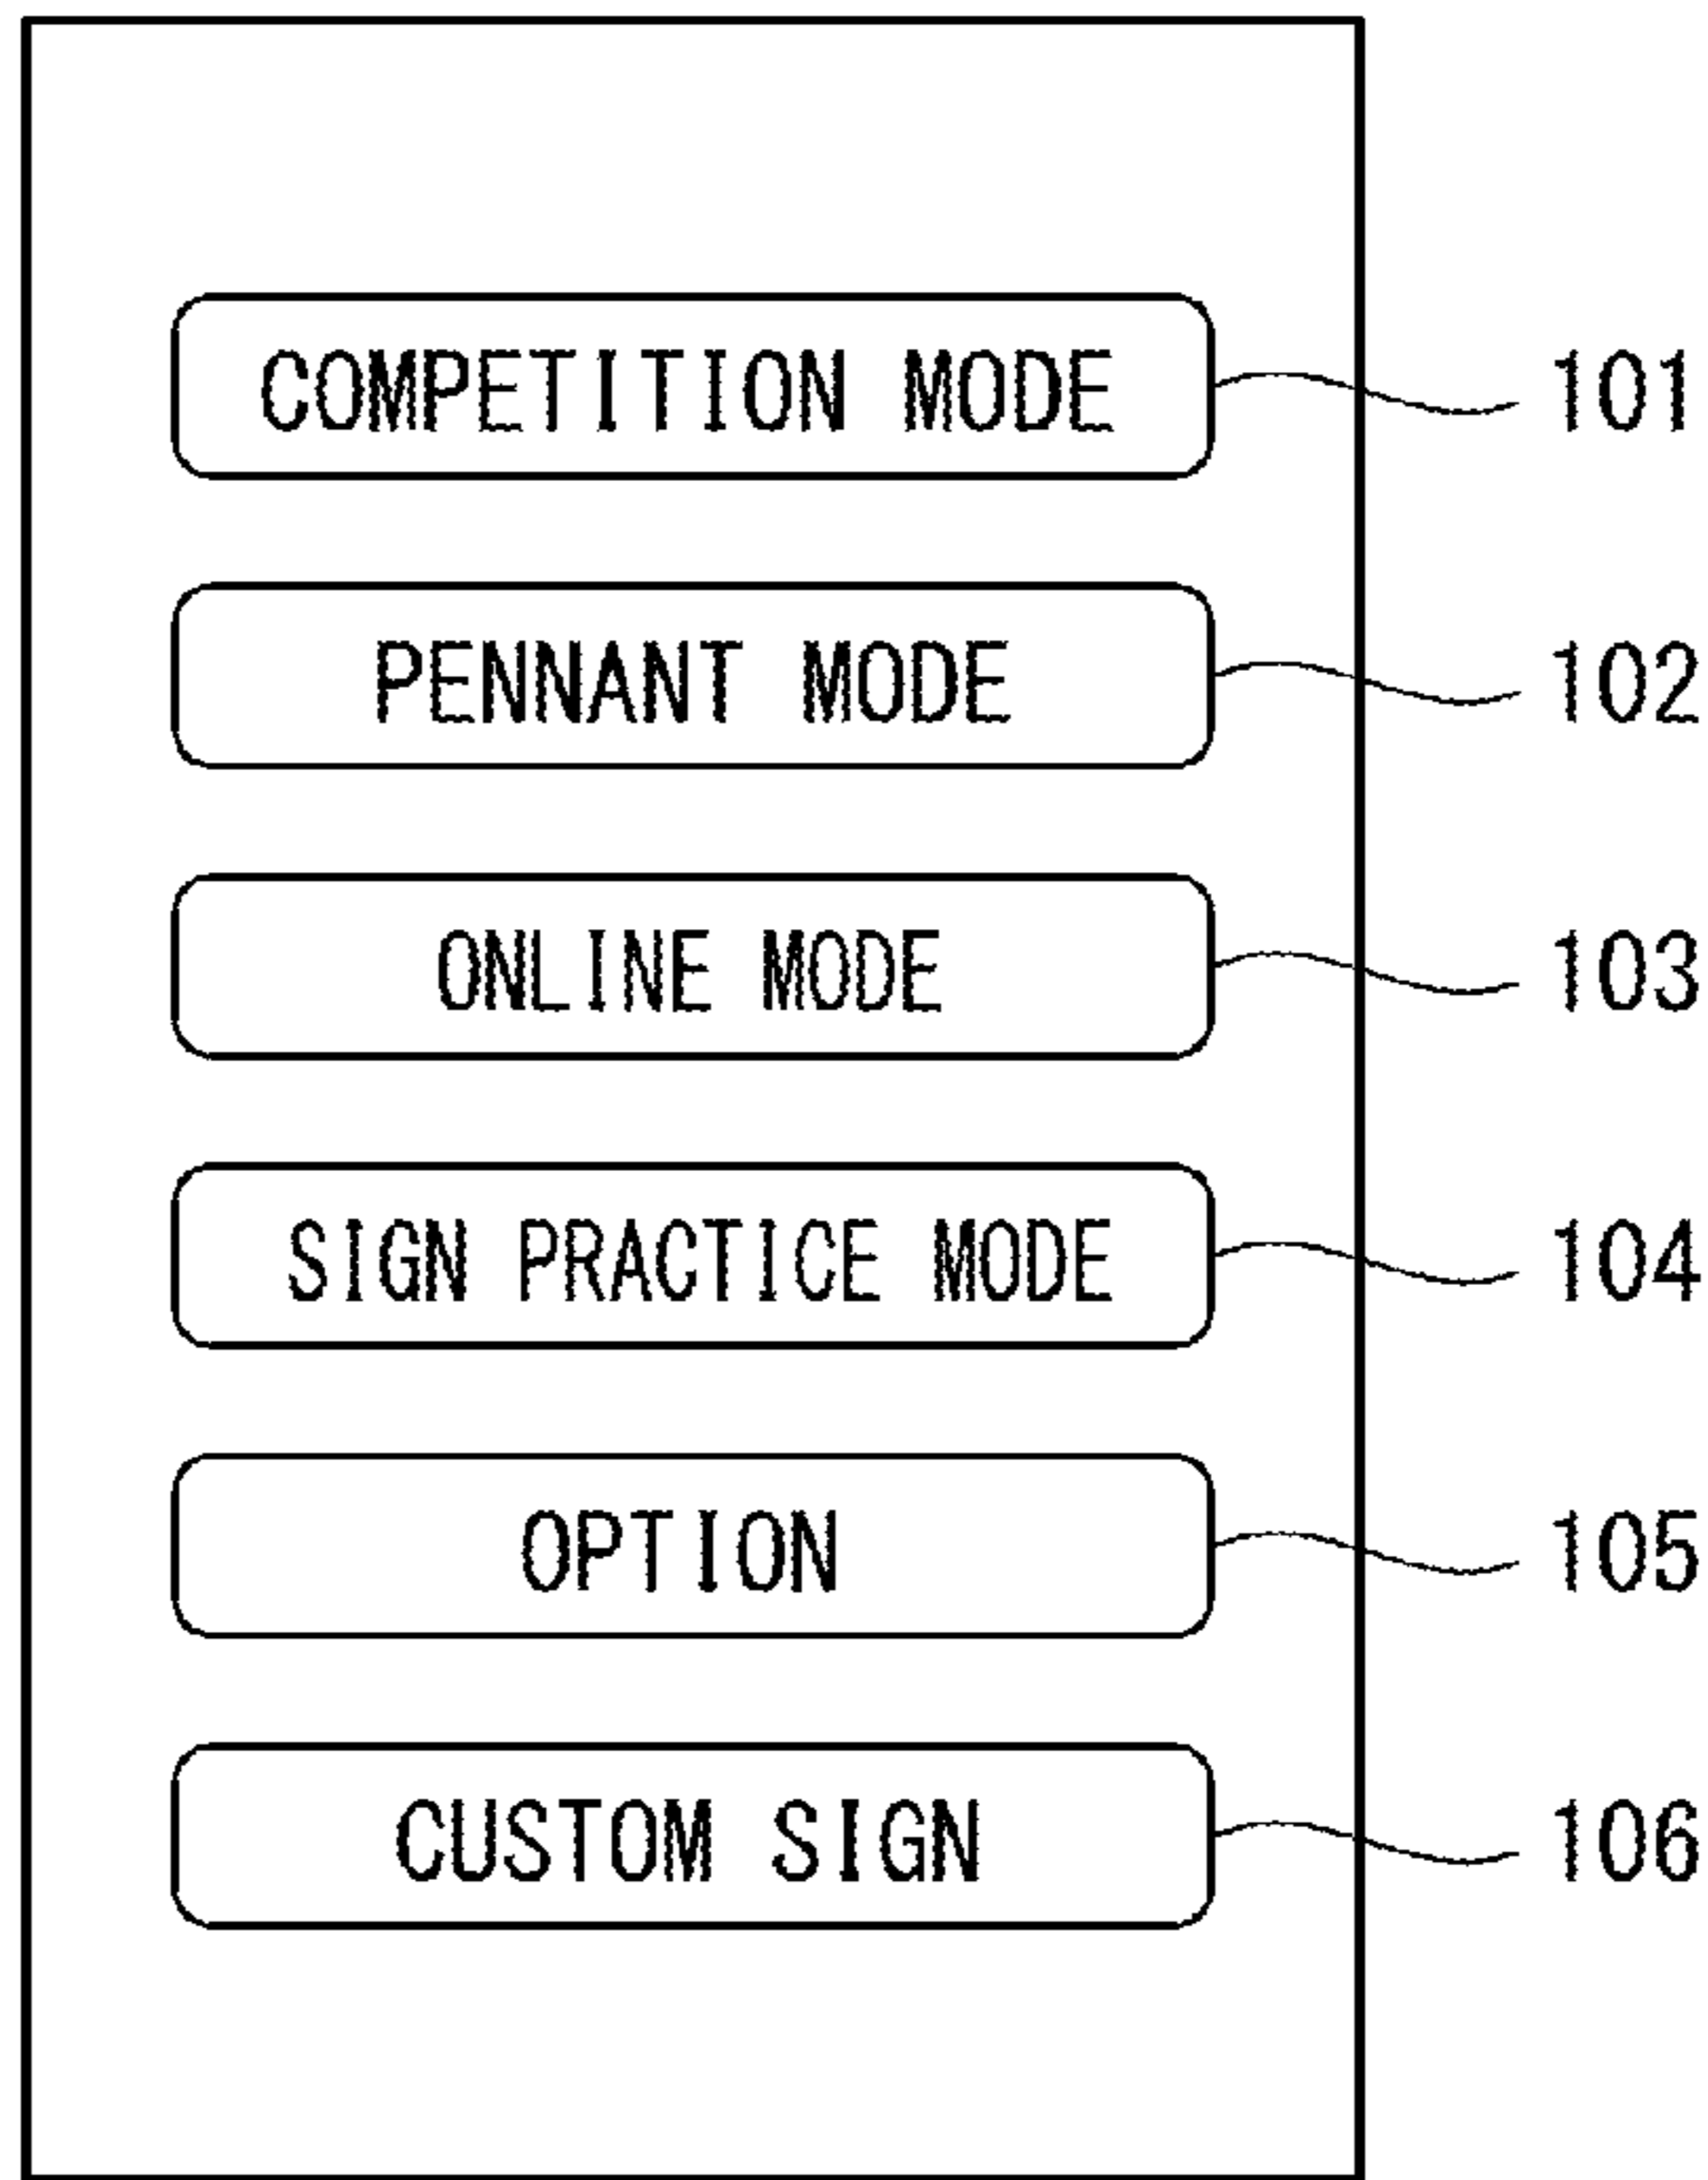 COMPETITION MODE 101
PENNANT MODE 102
ONLINE MODE 103
SIGN PRACTICE MODE 104
OPTION 105
CUSTOM SIGN 106